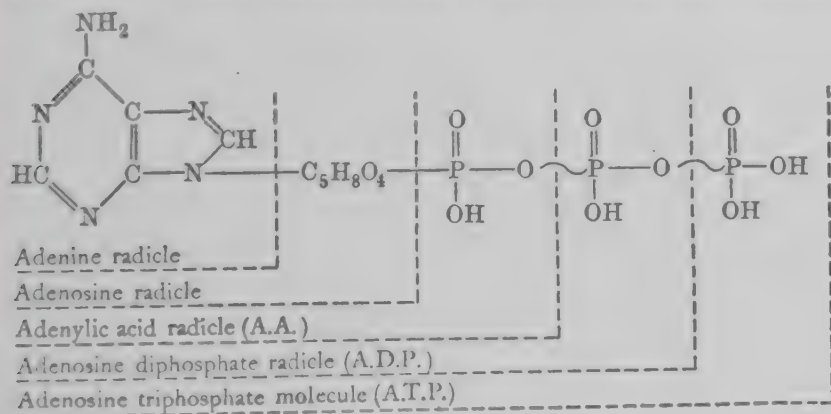 NH₂
C
N C N
CH
HC C N C₅H₈O₄ P O P O P OH
N
O O O
OH OH OH
Adenine radicle
Adenosine radicle
Adenylic acid radicle (A.A.)
Adenosine diphosphate radicle (A.D.P.)
Adenosine triphosphate molecule (A.T.P.)